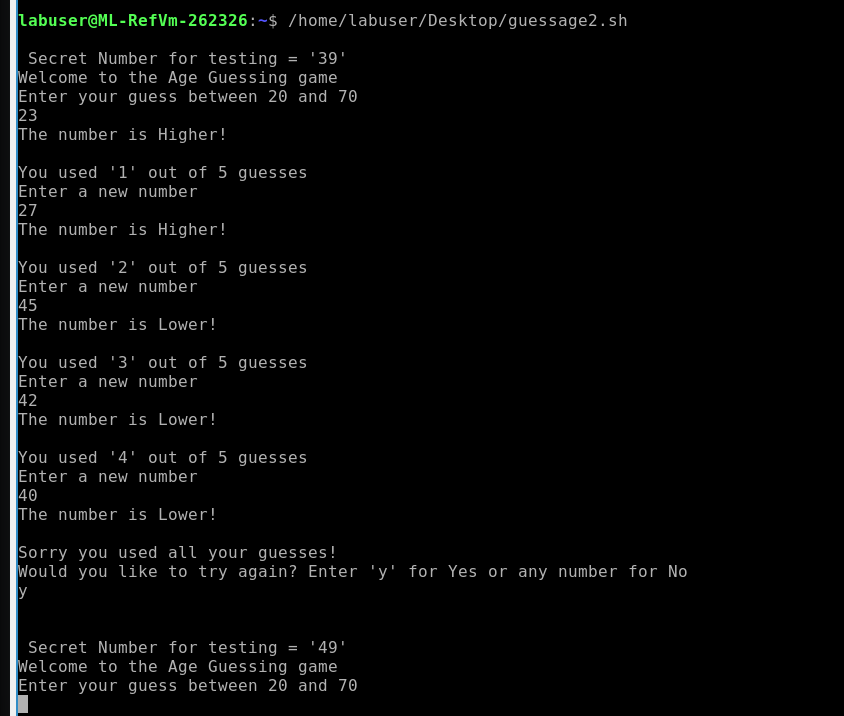 labuser@ML-RefVm-262326:~$ /home/labuser/Desktop/guessage2.sh
Secret Number for testing = '39'
Welcome to the Age Guessing game
Enter your guess between 20 and 70
23
The number is Higher!
You used '1' out of 5 guesses
Enter a new number
27
The number is Higher!
You used '2' out of 5 guesses
Enter a new number
45
The number is Lower!
You used '3' out of 5 guesses
Enter a new number
42
The number is Lower!
You used '4' out of 5 guesses
Enter a new number
40
The number is Lower!
Sorry you used all your guesses!
Would you like to try again? Enter 'y' for Yes or any number for No
y
Secret Number for testing = '49'
Welcome to the Age Guessing game
Enter your guess between 20 and 70